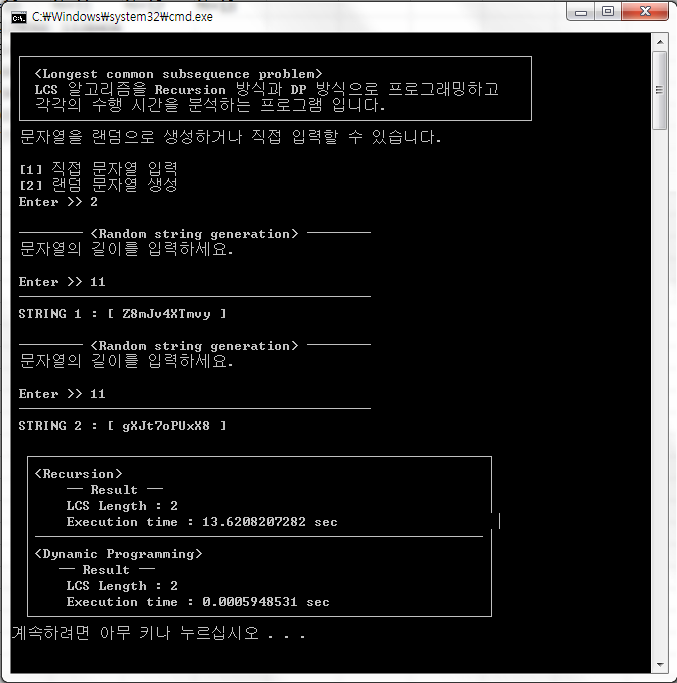 C:₩Windows₩system32₩cmd.exe
<Longest common subsequence problem>
LCS 알고리즘을 Recursion 방식과 DP 방식으로 프로그래밍하고
각각의 수행 시간을 분석하는 프로그램 입니다.
문자열을 랜덤으로 생성하거나 직접 입력할 수 있습니다.
[1] 직접 문자열 입력
[2] 랜덤 문자열 생성
Enter >> 2
<Random string generation>
문자열의 길이를 입력하세요.
Enter >> 11
STRING 1 : [ Z8mJv4XTmvy ]
<Random string generation>
문자열의 길이를 입력하세요.
Enter >> 11
STRING 2 : [ gXJt7oPUxX8 ]
<Recursion>
── Result ──
LCS Length : 2
Execution time : 13.6208207282 sec
<Dynamic Programming>
── Result ──
LCS Length : 2
Execution time : 0.0005948531 sec
계속하려면 아무 키나 누르십시오 . . .